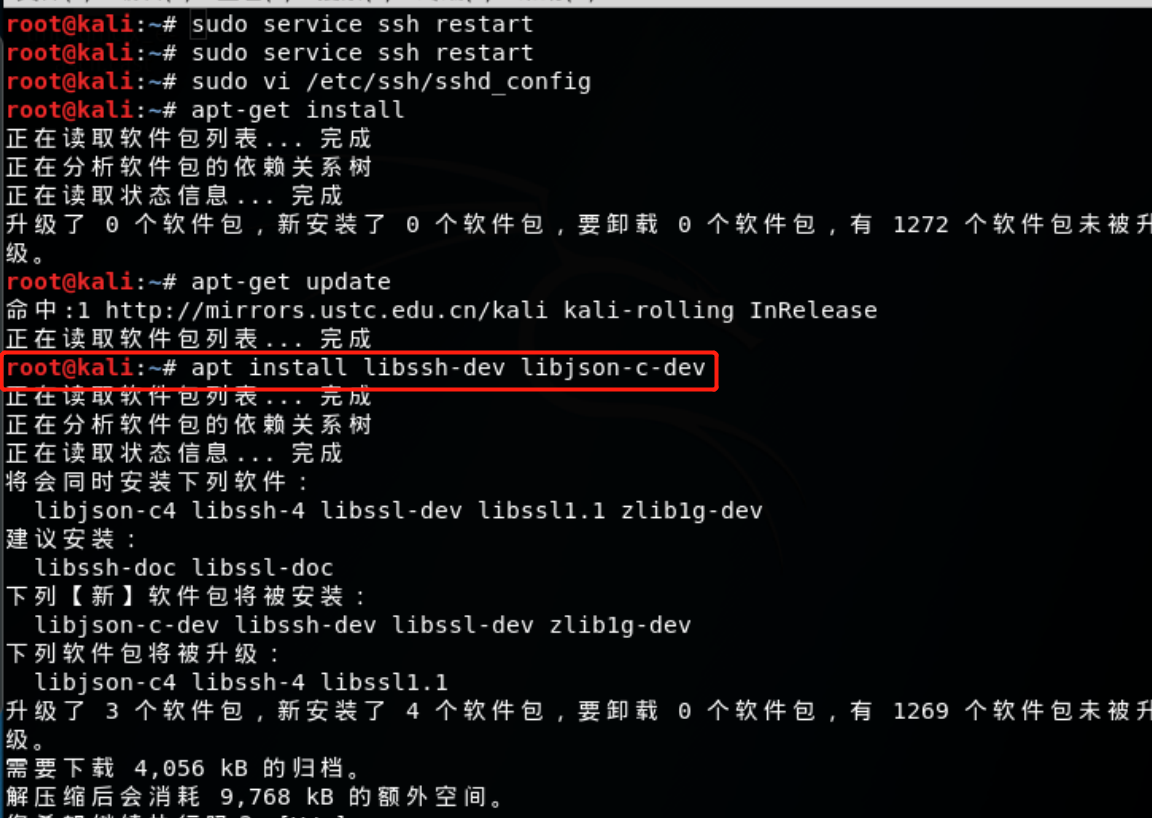 root@kali:~# sudo service ssh restart
root@kali:~# sudo service ssh restart
root@kali:~# sudo vi /etc/ssh/sshd_config
root@kali:~# apt-get install
正在读取软件包列表... 完成
正在分析软件包的依赖关系树
正在读取状态信息... 完成
升级了 0 个软件包，新安装了 0 个软件包，要卸载 0 个软件包，有 1272 个软件包未被升
级。
root@kali:~# apt-get update
命中:1 http://mirrors.ustc.edu.cn/kali kali-rolling InRelease
正在读取软件包列表... 完成
root@kali:~# apt install libssh-dev libjson-c-dev
正在读取软件包列表... 完成
正在分析软件包的依赖关系树
正在读取状态信息... 完成
将会同时安装下列软件：
libjson-c4 libssh-4 libssl-dev libssl1.1 zlib1g-dev
建议安装：
libssh-doc libssl-doc
下列【新】软件包将被安装：
libjson-c-dev libssh-dev libssl-dev zlib1g-dev
下列软件包将被升级：
libjson-c4 libssh-4 libssl1.1
升级了 3 个软件包，新安装了 4 个软件包，要卸载 0 个软件包，有 1269 个软件包未被升
级。
需要下载 4,056 kB 的归档。
解压缩后会消耗 9,768 kB 的额外空间。